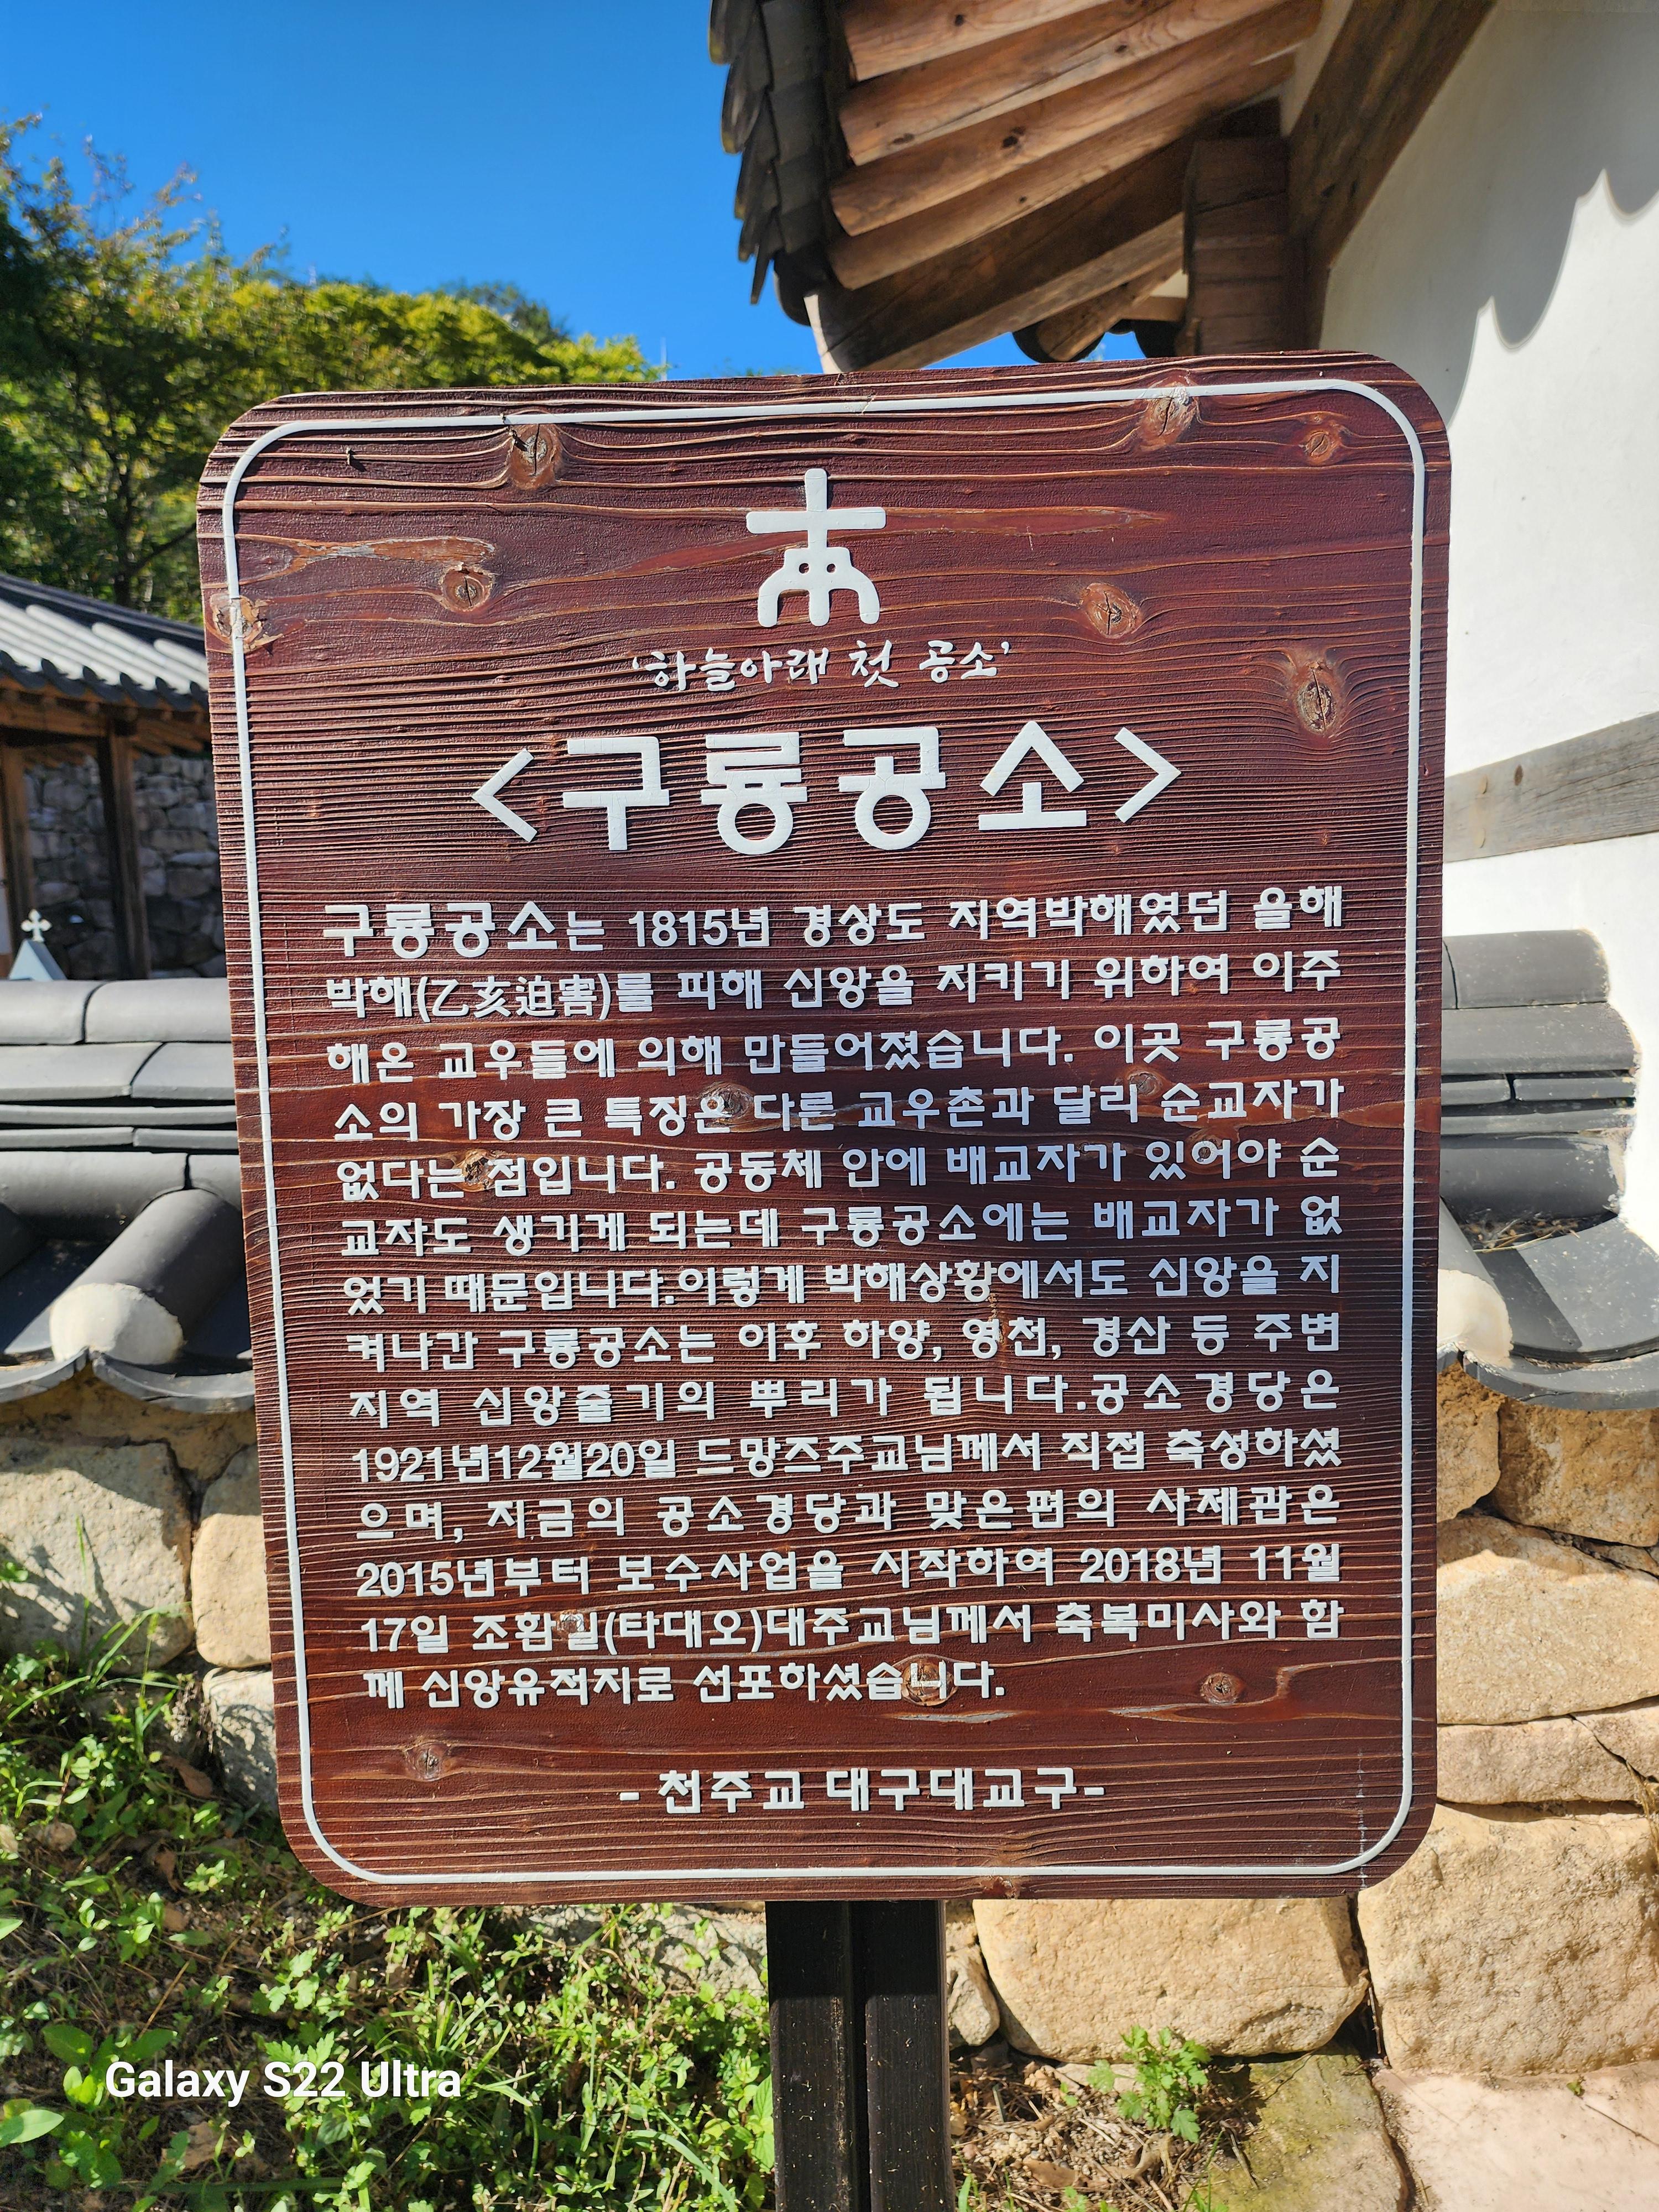 '하늘아래 첫 공소'
<구룡공소>
구룡공소는 1815년 경상도 지역박해였던 을해
박해(乙亥迫害)를 피해 신앙을 지키기 위하여 이주
해온 교우들에 의해 만들어졌습니다. 이곳 구룡공
소의 가장 큰 특징은 다른 교우촌과 달리 순교자가
없다는 점입니다. 공동체 안에 배교자가 있어야 순
교자도 생기게 되는데 구룡공소에는 배교자가 없
었기 때문입니다.이렇게 박해상황에서도 신앙을 지
켜나간 구룡공소는 이후 하양, 영천, 경산 등 주변
지역 신앙줄기의 뿌리가 됩니다.공소경당은
1921년12월20일 드망즈주교님께서 직접 축성하셨
으며, 지금의 공소경당과 맞은편의 사제관은
2015년부터 보수사업을 시작하여 2018년 11월
17일 조환길(타대오)대주교님께서 축복미사와 함
께 신앙유적지로 선포하셨습니다.
- 천주교 대구대교구-
Galaxy S22 Ultra